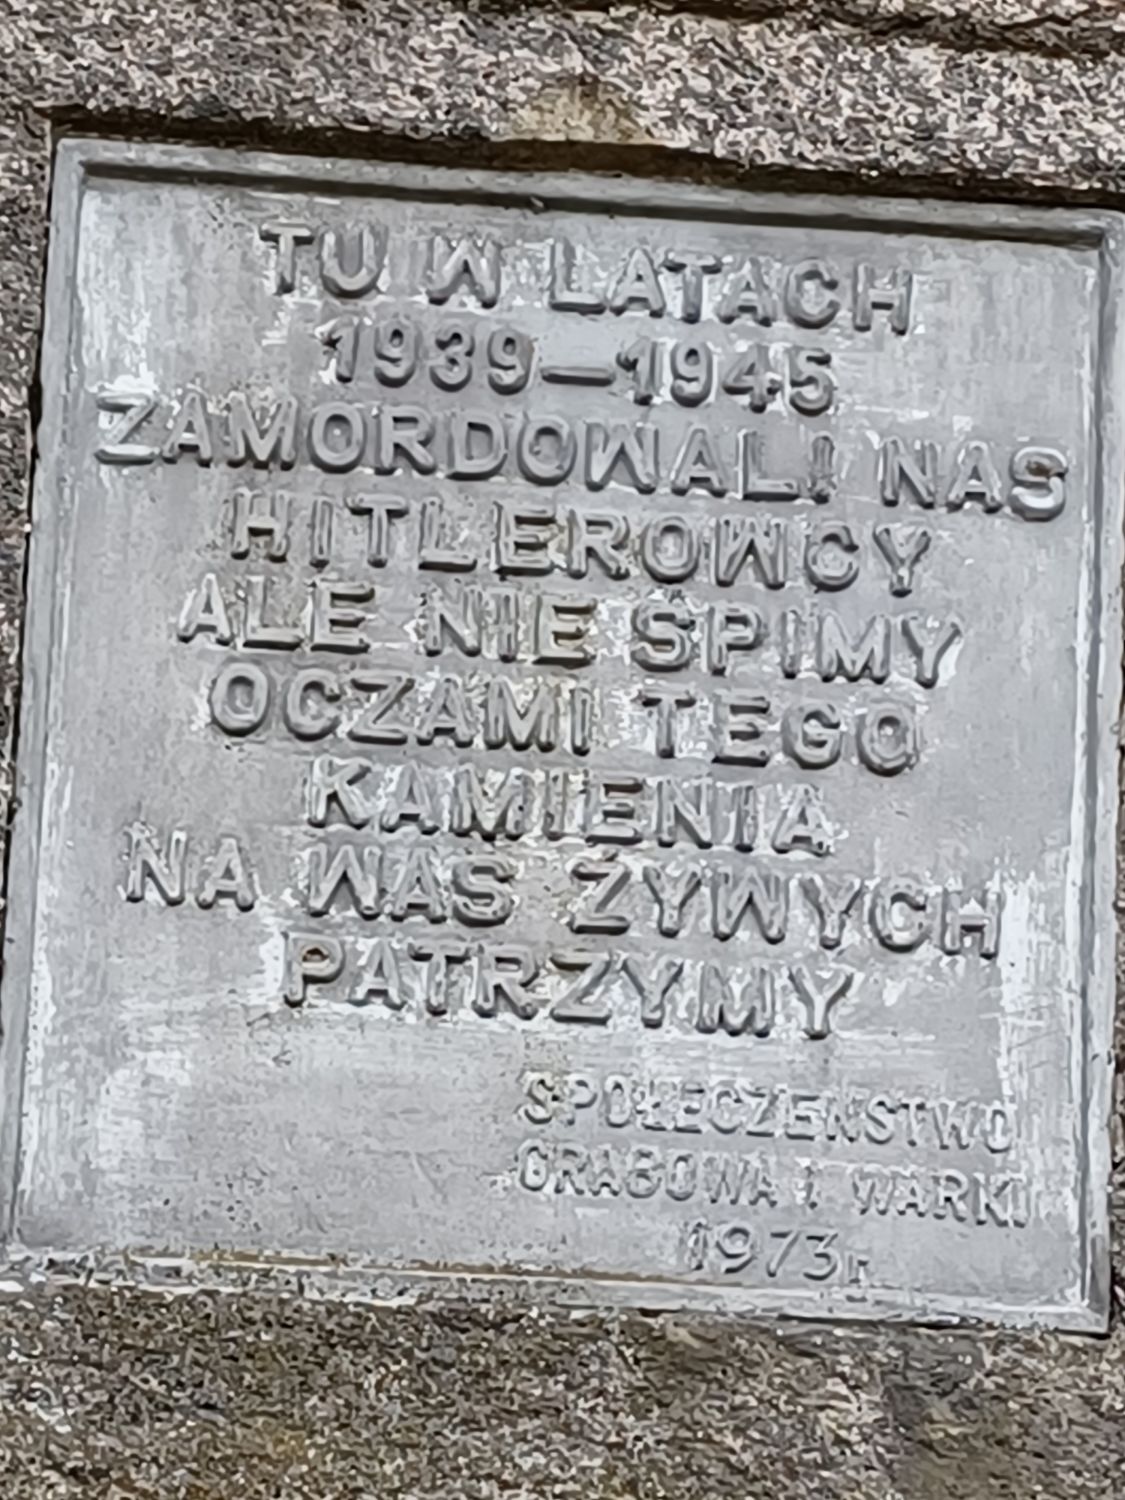 TU W LATACH
1939—1945
ZAMORDOWALI NAS
HITLEROWCY
ALE NIE ŚPIMY
OCZAMI TEGO
KAMIENIA
NA WAS ŻYWYCH
PATRZYMY
SPOŁECZEŃSTWO
GRABOWA I WARKI
1973r